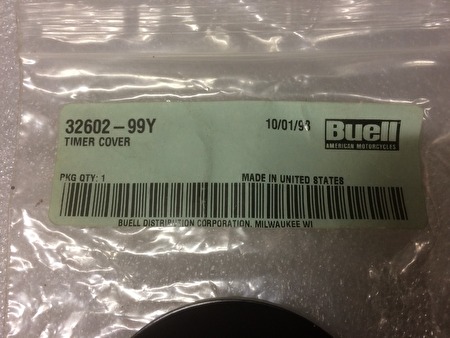 32602-99Y
10/01/98
Buell
TIMER COVER
AMERICAN MOTORCYCLES
PKG QTY: 1
MADE IN UNITED STATES
BUELL DISTRIBUTION CORPORATION, MILWAUKEE WI